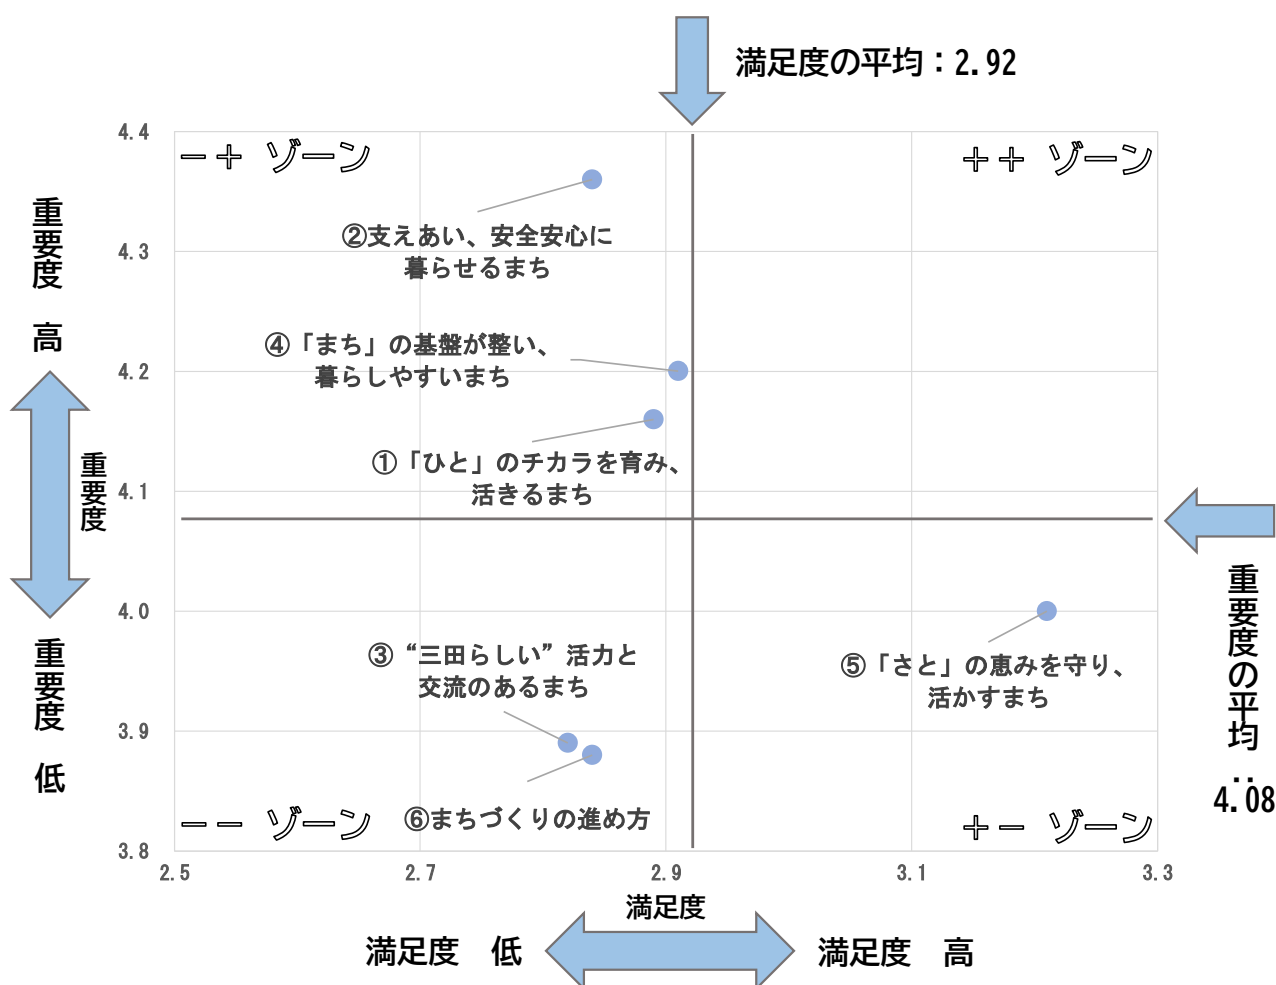 満足度の平均：2.92
4.4
－＋ ゾーン
＋＋ ゾーン
②支えあい、安全安心に
暮らせるまち
4.3
重要度　高
④「まち」の基盤が整い、
暮らしやすいまち
4.2
①「ひと」のチカラを育み、
活きるまち
4.1
重要度
4.0
③“三田らしい”活力と
交流のあるまち
⑤「さと」の恵みを守り、
活かすまち
重要度の平均：
4.08
重要度　低
3.9
⑥まちづくりの進め方
－－ ゾーン
＋－ ゾーン
3.8
2.5
2.7
2.9
3.1
3.3
満足度
満足度　低
満足度　高